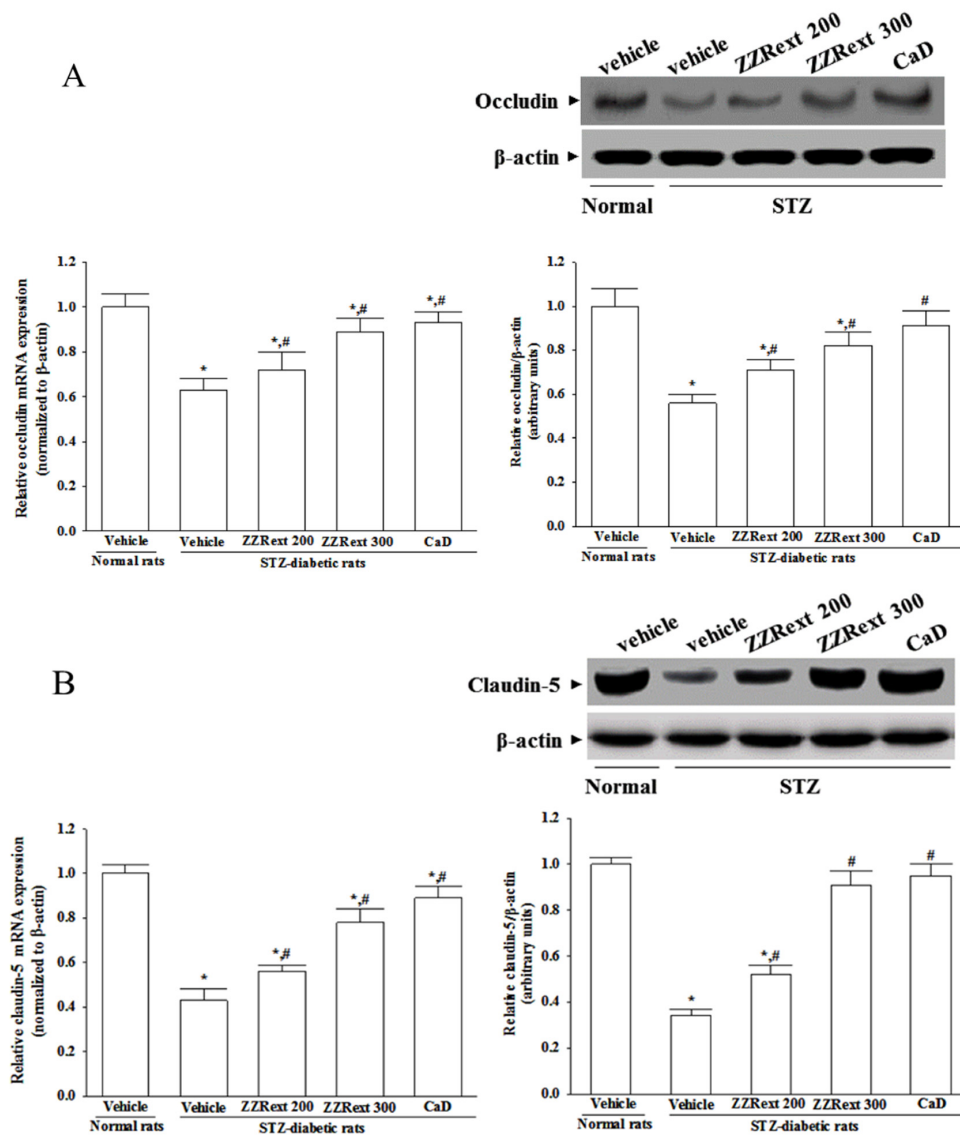 A
vehicle vehicle ZZRext 200 ZZRext 300 CaD
Occludin
β-actin
Normal STZ
Relative occludin mRNA expression
(normalized to β-actin)
1.2
1.0
0.8
0.6
0.4
0.2
0.0
*
*,#
*,#
*,#
Vehicle Vehicle ZZRext 200 ZZRext 300 CaD
Normal rats STZ-diabetic rats
Relative occludin/β-actin
(arbitrary units)
1.2
1.0
0.8
0.6
0.4
0.2
0.0
*
*,#
*,#
#
Vehicle Vehicle ZZRext 200 ZZRext 300 CaD
Normal rats STZ-diabetic rats
B
vehicle vehicle ZZRext 200 ZZRext 300 CaD
Claudin-5
β-actin
Normal STZ
Relative claudin-5 mRNA expression
(normalized to β-actin)
1.2
1.0
0.8
0.6
0.4
0.2
0.0
*
*,#
*,#
*,#
Vehicle Vehicle ZZRext 200 ZZRext 300 CaD
Normal rats STZ-diabetic rats
Relative claudin-5/β-actin
(arbitrary units)
1.2
1.0
0.8
0.6
0.4
0.2
0.0
*
*,#
#
#
Vehicle Vehicle ZZRext 200 ZZRext 300 CaD
Normal rats STZ-diabetic rats